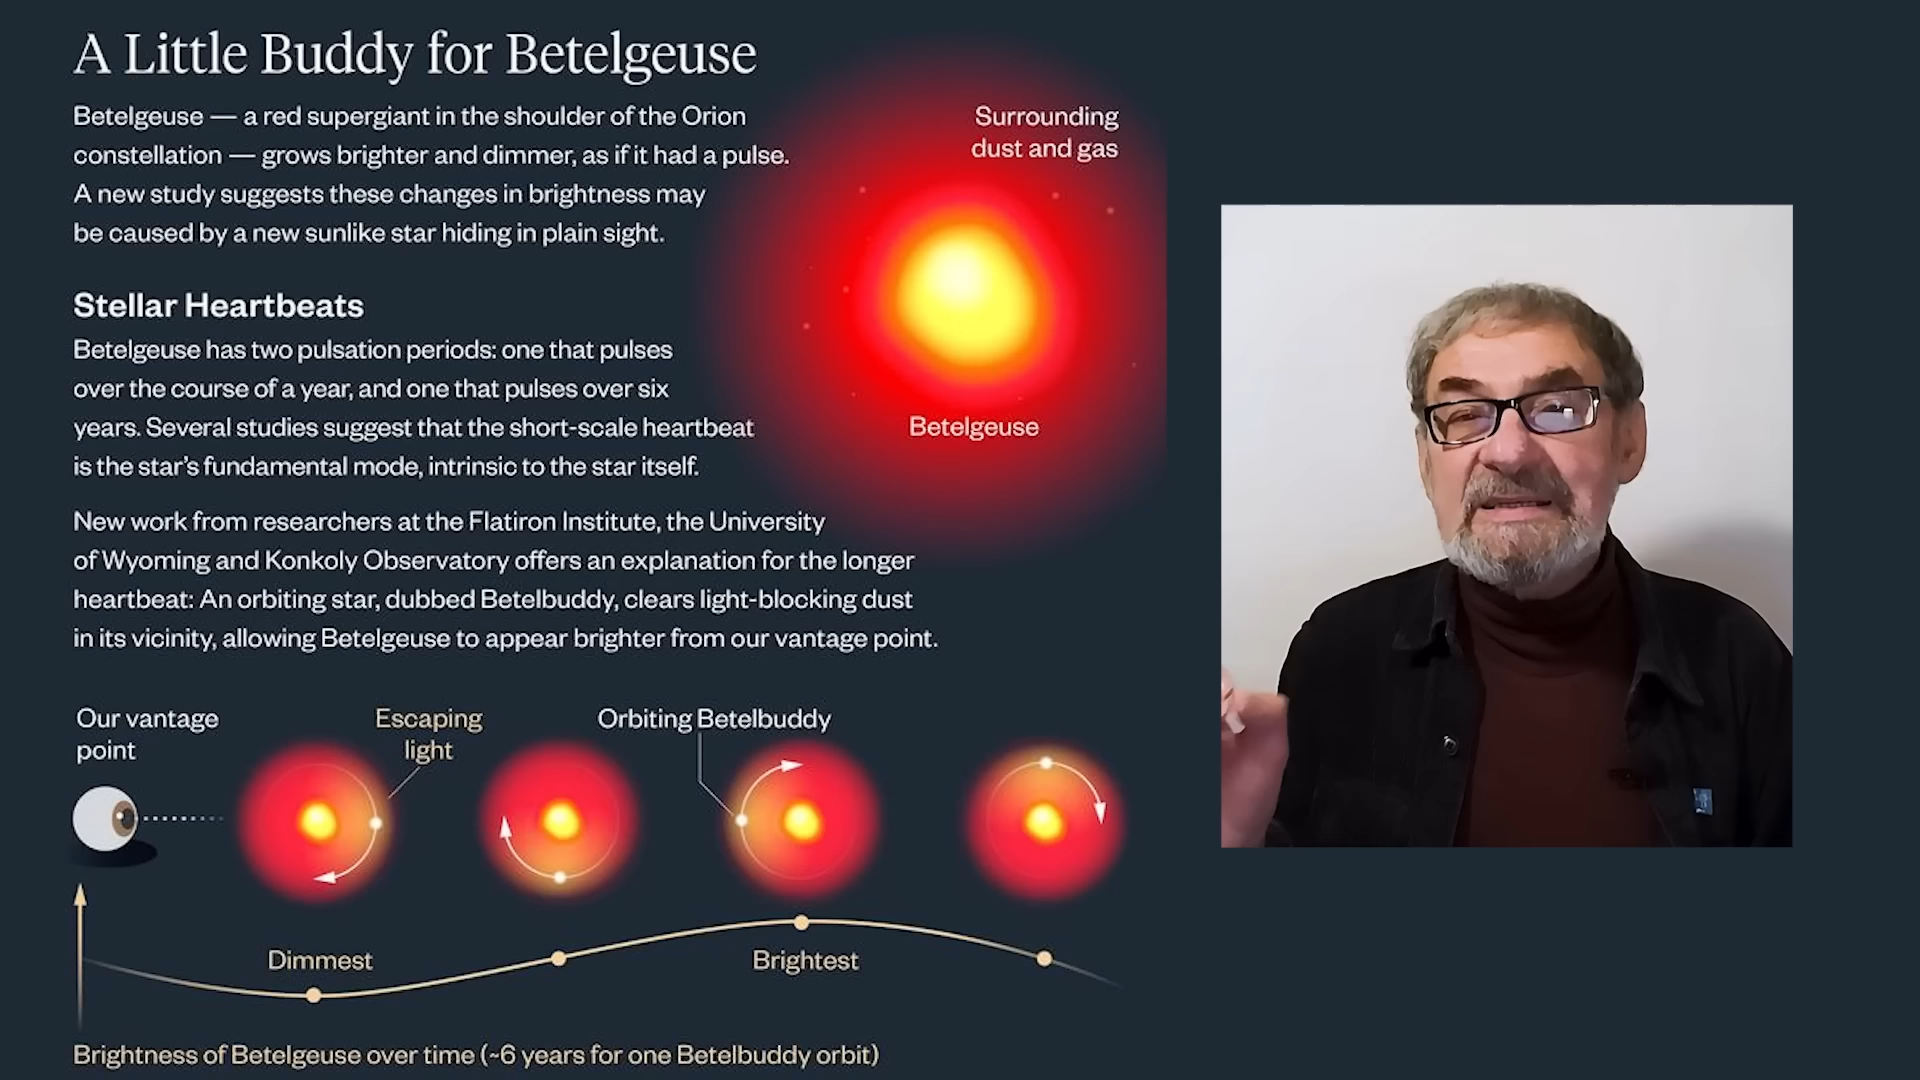 A Little Buddy for Betelgeuse
Betelgeuse — a red supergiant in the shoulder of the Orion
constellation — grows brighter and dimmer, as if it had a pulse.
A new study suggests these changes in brightness may
be caused by a new sunlike star hiding in plain sight.
Surrounding
dust and gas
Betelgeuse
Stellar Heartbeats
Betelgeuse has two pulsation periods: one that pulses
over the course of a year, and one that pulses over six
years. Several studies suggest that the short-scale heartbeat
is the star's fundamental mode, intrinsic to the star itself.
New work from researchers at the Flatiron Institute, the University
of Wyoming and Konkoly Observatory offers an explanation for the longer
heartbeat: An orbiting star, dubbed Betelbuddy, clears light-blocking dust
in its vicinity, allowing Betelgeuse to appear brighter from our vantage point.
Our vantage
point
Escaping
light
Orbiting Betelbuddy
Dimmest
Brightest
Brightness of Betelgeuse over time (~6 years for one Betelbuddy orbit)